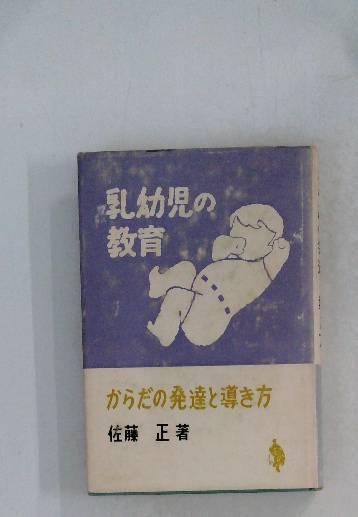 乳幼児の
教育
からだの発達と導き方
佐藤 正著